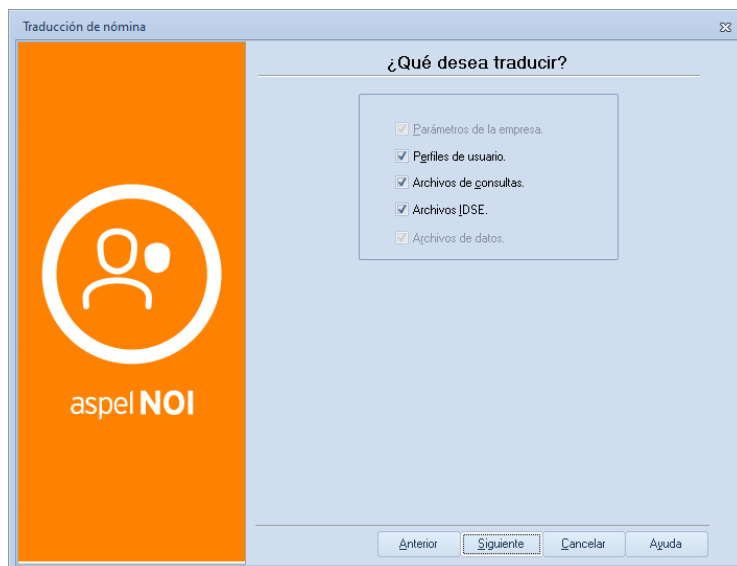 Traducción de nómina
¿Qué desea traducir?
Parámetros de la empresa.
Perfiles de usuario.
Archivos de consultas.
Archivos IDSE.
Archivos de datos.
aspel NOI
Anterior Siguiente Cancelar Ayuda